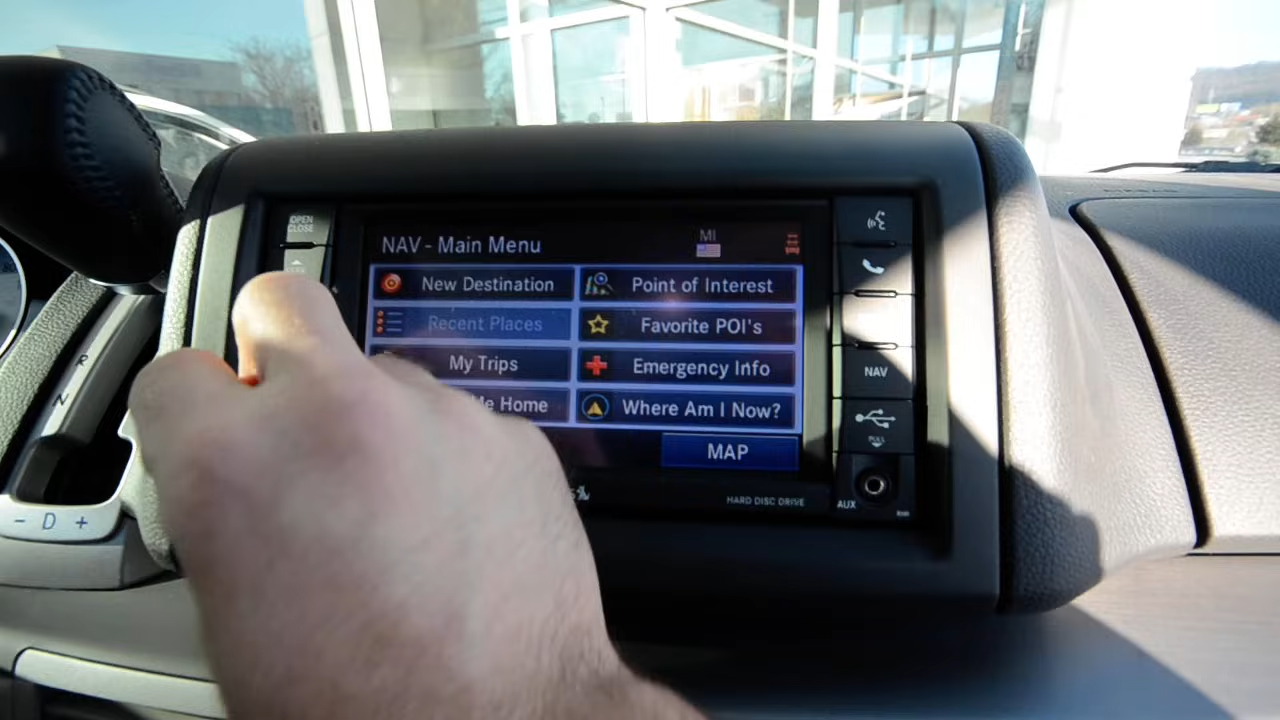 OPEN
CLOSE
NAV - Main Menu
MI
New Destination
Point of Interest
Recent Places
Favorite POI's
My Trips
Emergency Info
Me Home
Where Am I Now?
MAP
HARD DISC DRIVE
NAV
PULL
AUX
R
N
- D +